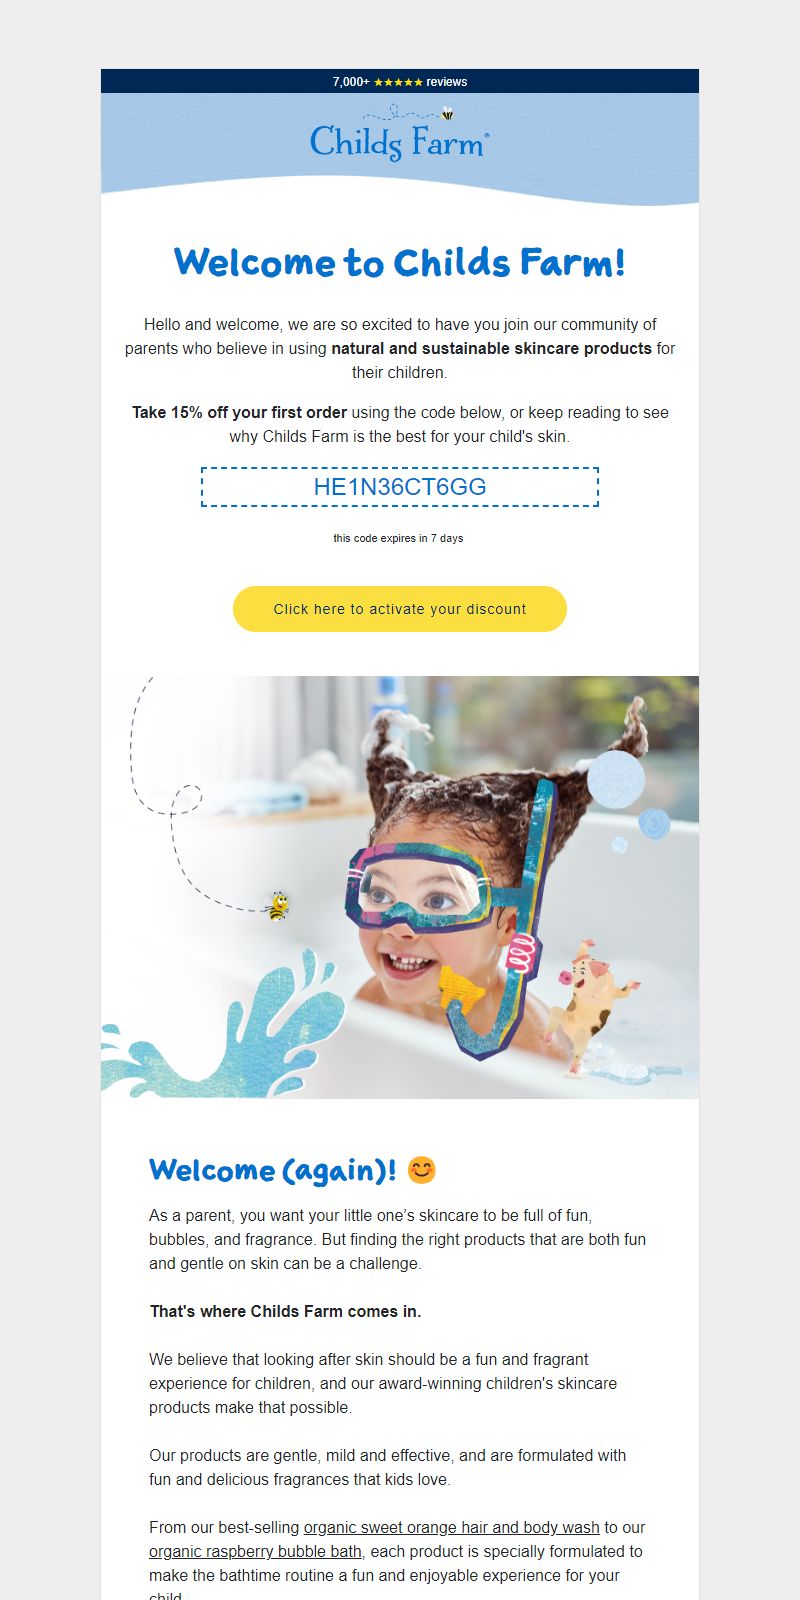 7,000+ ★★★★★ reviews
Childs Farm®
Welcome to Childs Farm!
Hello and welcome, we are so excited to have you join our community of
parents who believe in using natural and sustainable skincare products for
their children.
Take 15% off your first order using the code below, or keep reading to see
why Childs Farm is the best for your child's skin.
HE1N36CT6GG
this code expires in 7 days
Click here to activate your discount
Welcome (again)! 😊
As a parent, you want your little one’s skincare to be full of fun,
bubbles, and fragrance. But finding the right products that are both fun
and gentle on skin can be a challenge.
That's where Childs Farm comes in.
We believe that looking after skin should be a fun and fragrant
experience for children, and our award-winning children's skincare
products make that possible.
Our products are gentle, mild and effective, and are formulated with
fun and delicious fragrances that kids love.
From our best-selling organic sweet orange hair and body wash to our
organic raspberry bubble bath, each product is specially formulated to
make the bathtime routine a fun and enjoyable experience for your
child